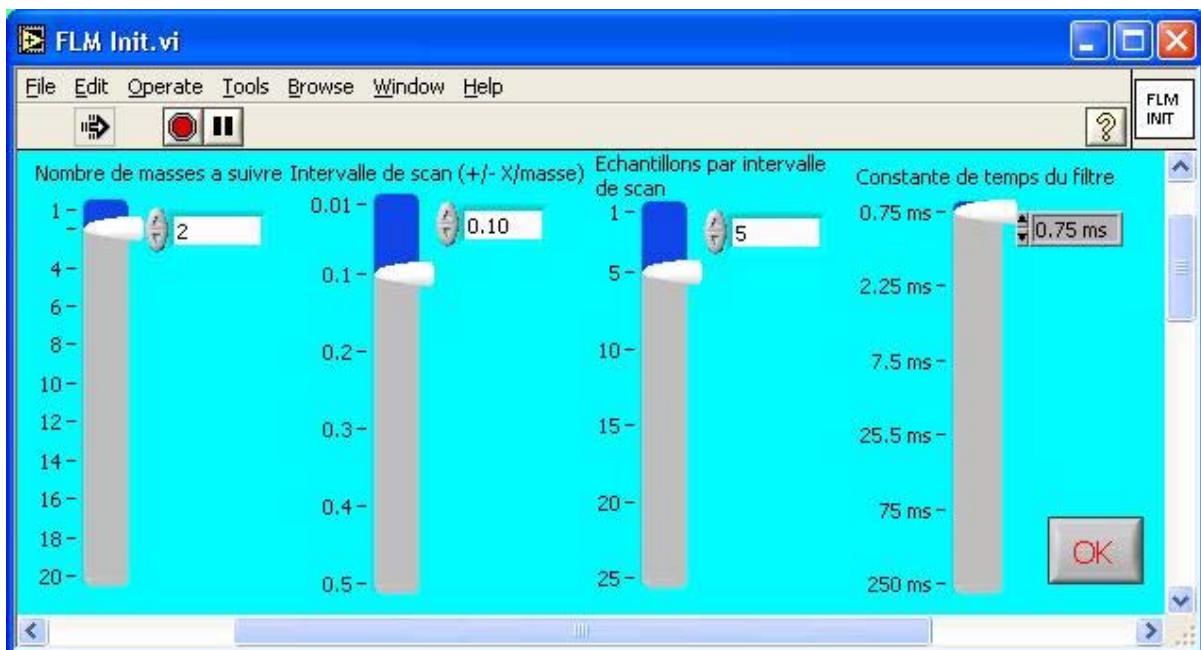 FLM Init.vi
File Edit Operate Tools Browse Window Help
FLM
INIT
Nombre de masses a suivre
1
4
6
8
10
12
14
16
18
20
2
Intervalle de scan (+/- X/masse)
0.01
0.1
0.2
0.3
0.4
0.5
0.10
Echantillons par intervalle
de scan
1
5
10
15
20
25
5
Constante de temps du filtre
0.75 ms
2.25 ms
7.5 ms
25.5 ms
75 ms
250 ms
0.75 ms
OK